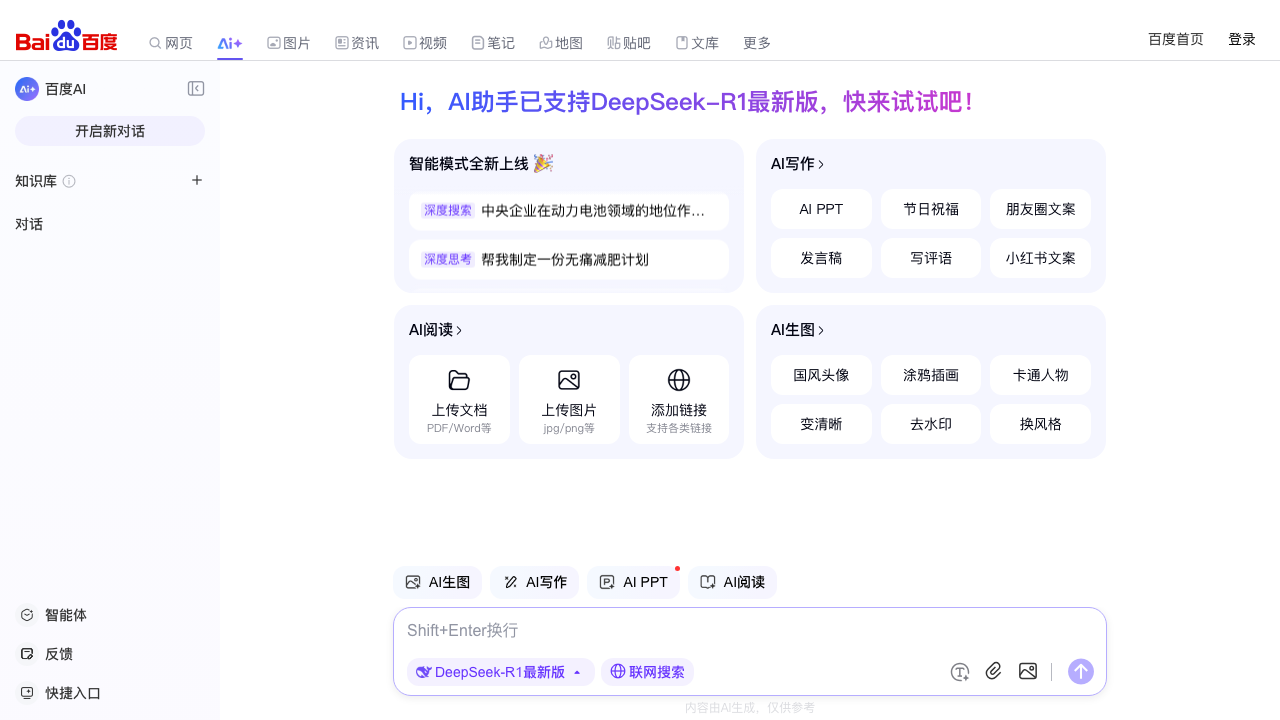 Bai du 百度
网页 Ai+ 图片 资讯 视频 笔记 地图 贴 贴吧 文库 更多
百度首页 登录
Ai+ 百度AI
开启新对话
知识库
对话
智能体
反馈
快捷入口
Hi，AI助手已支持DeepSeek-R1最新版，快来试试吧！
智能模式全新上线
深度搜索 中央企业在动力电池领域的地位作...
深度思考 帮我制定一份无痛减肥计划
AI写作
AI PPT 节日祝福 朋友圈文案
发言稿 写评语 小红书文案
AI阅读
上传文档 上传图片 添加链接
PDF/Word等 jpg/png等 支持各类链接
AI生图
国风头像 涂鸦插画 卡通人物
变清晰 去水印 换风格
AI生图 AI写作 AI PPT AI阅读
Shift+Enter换行
DeepSeek-R1最新版 联网搜索
内容由AI生成，仅供参考